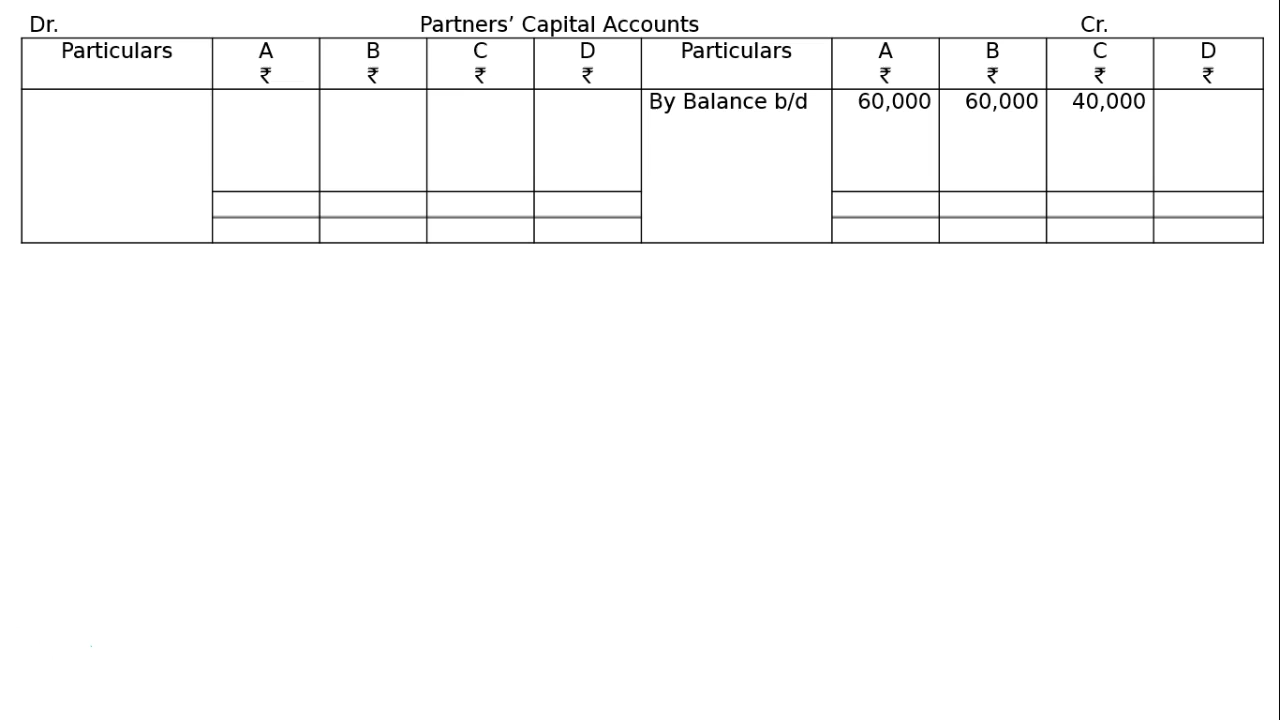 Dr. Partners’ Capital Accounts Cr.
Particulars A B C D Particulars A B C D
₹ ₹ ₹ ₹ ₹ ₹ ₹ ₹
By Balance b/d 60,000 60,000 40,000